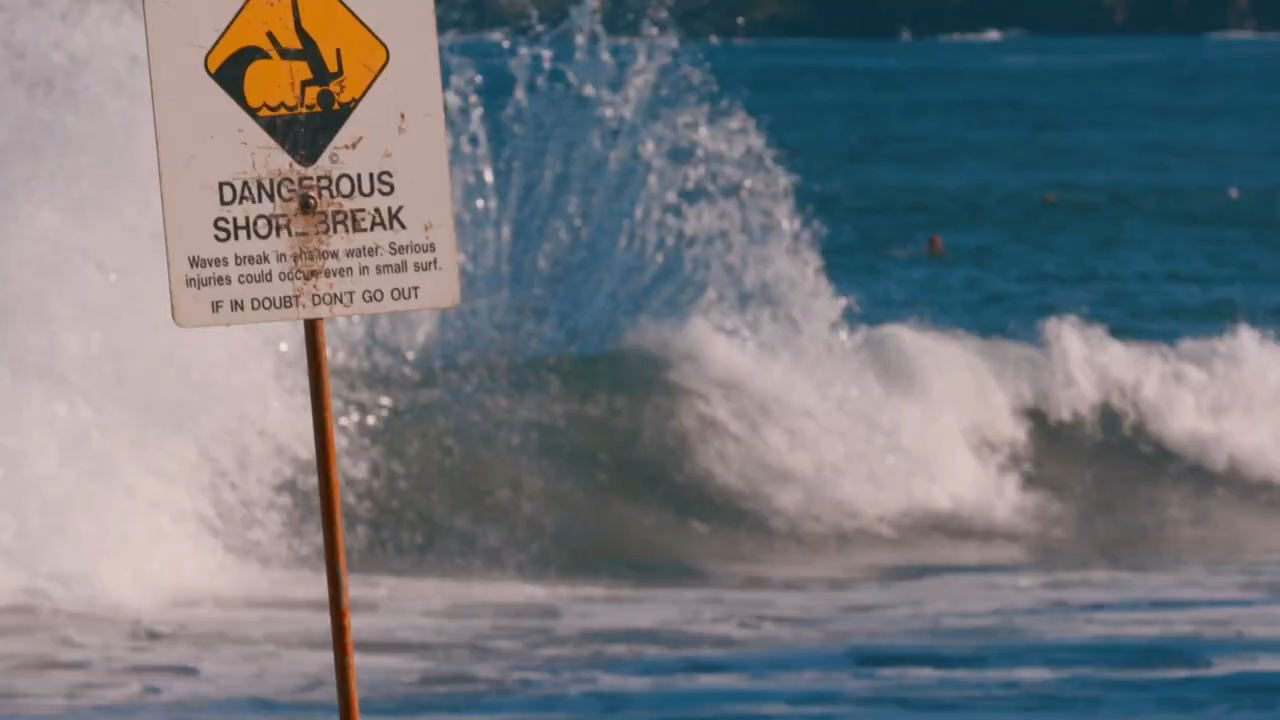 ©
DANGEROUS
SHOREBREAK
Waves break in shallow water. Serious
injuries could occur even in small surf.
IF IN DOUBT, DON'T GO OUT